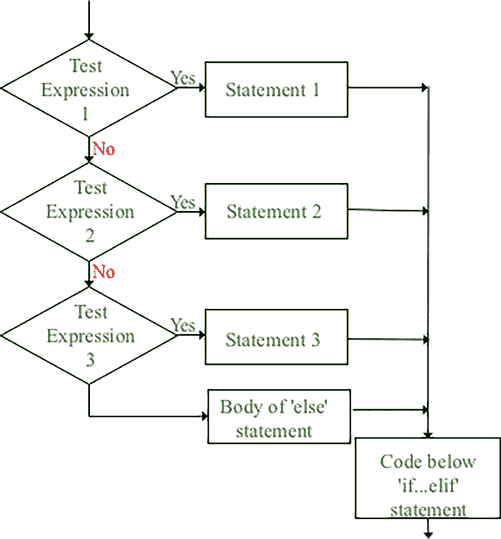 Test
Expression
1
Yes
Statement 1
No
Test
Expression
2
Yes
Statement 2
No
Test
Expression
3
Yes
Statement 3
Body of 'else'
statement
Code below
'if...elif'
statement